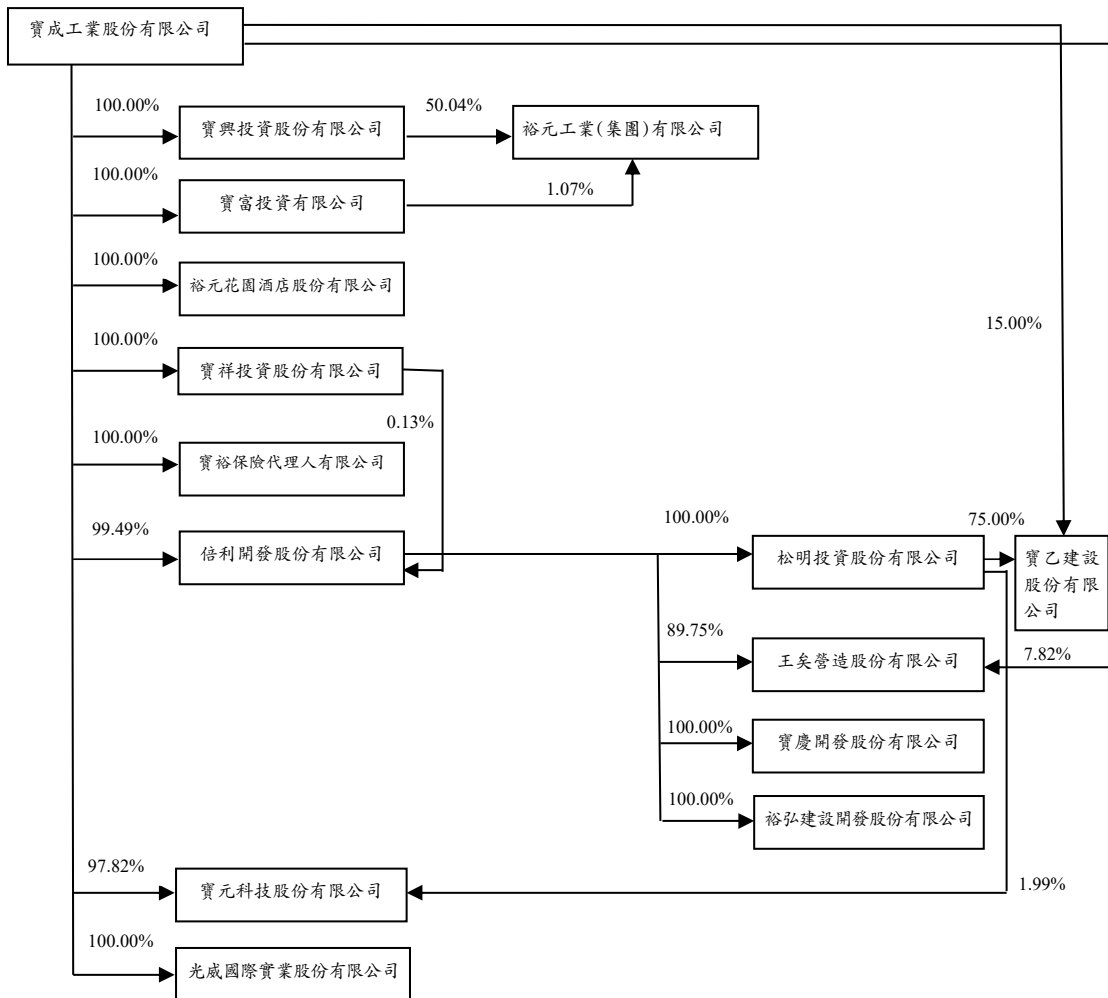 寶成工業股份有限公司
100.00%
50.04%
寶興投資股份有限公司
裕元工業(集團)有限公司
100.00%
1.07%
寶富投資有限公司
100.00%
裕元花園酒店股份有限公司
15.00%
100.00%
寶祥投資股份有限公司
0.13%
100.00%
寶裕保險代理人有限公司
99.49%
100.00%
75.00%
倍利開發股份有限公司
松明投資股份有限公司
寶乙建設
股份有限
公司
89.75%
王矣營造股份有限公司
7.82%
100.00%
寶慶開發股份有限公司
100.00%
裕弘建設開發股份有限公司
97.82%
寶元科技股份有限公司
1.99%
100.00%
光威國際實業股份有限公司